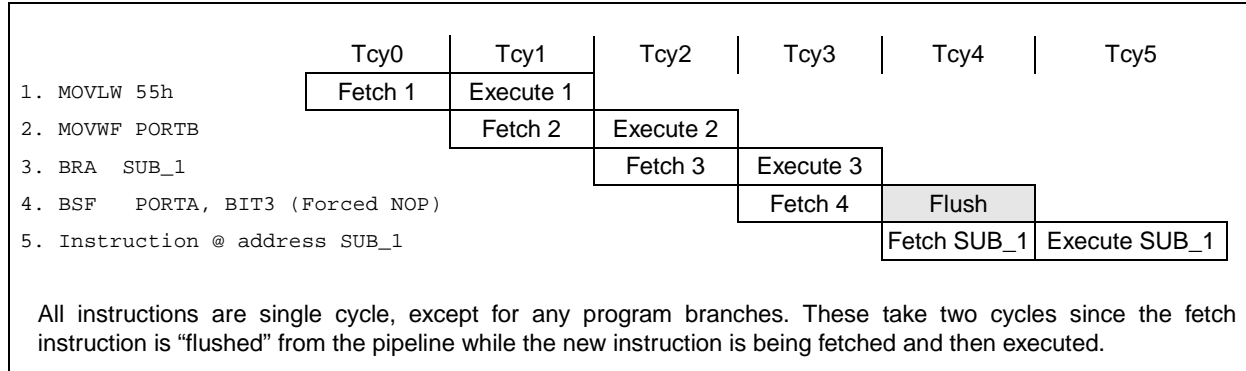 Tcy0 Tcy1 Tcy2 Tcy3 Tcy4 Tcy5
1. MOVLW 55h Fetch 1 Execute 1
2. MOVWF PORTB Fetch 2 Execute 2
3. BRA SUB_1 Fetch 3 Execute 3
4. BSF PORTA, BIT3 (Forced NOP) Fetch 4 Flush
5. Instruction @ address SUB_1 Fetch SUB_1 Execute SUB_1
All instructions are single cycle, except for any program branches. These take two cycles since the fetch
instruction is “flushed” from the pipeline while the new instruction is being fetched and then executed.